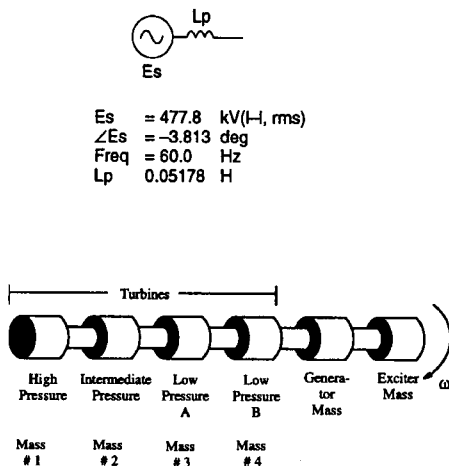 Lp
Es
Es = 477.8 kV(l-l, rms)
∠Es = –3.813 deg
Freq = 60.0 Hz
Lp 0.05178 H
Turbines
High Pressure
Intermediate Pressure
Low Pressure A
Low Pressure B
Genera-tor Mass
Exciter Mass
ω
Mass # 1
Mass # 2
Mass # 3
Mass # 4